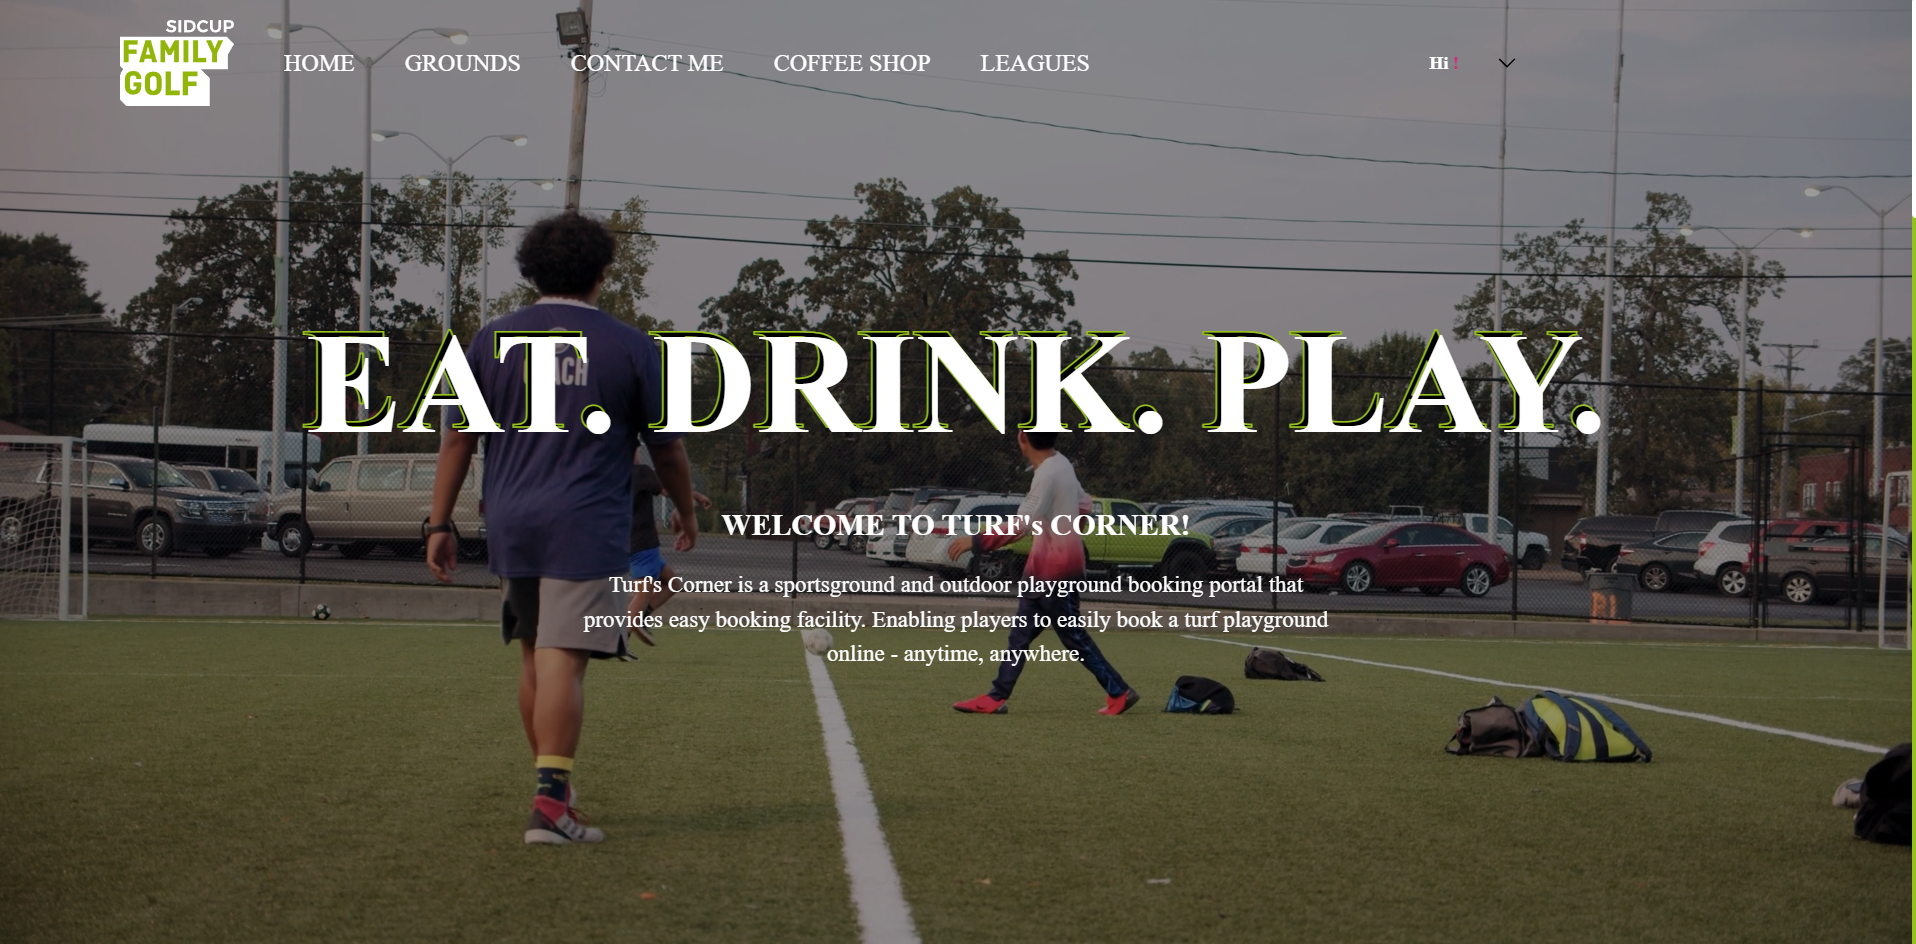 SIDCUP
FAMILY
GOLF
HOME
GROUNDS
CONTACT ME
COFFEE SHOP
LEAGUES
Hi !
EAT. DRINK. PLAY.
WELCOME TO TURF's CORNER!
Turf's Corner is a sportsground and outdoor playground booking portal that
provides easy booking facility. Enabling players to easily book a turf playground
online - anytime, anywhere.